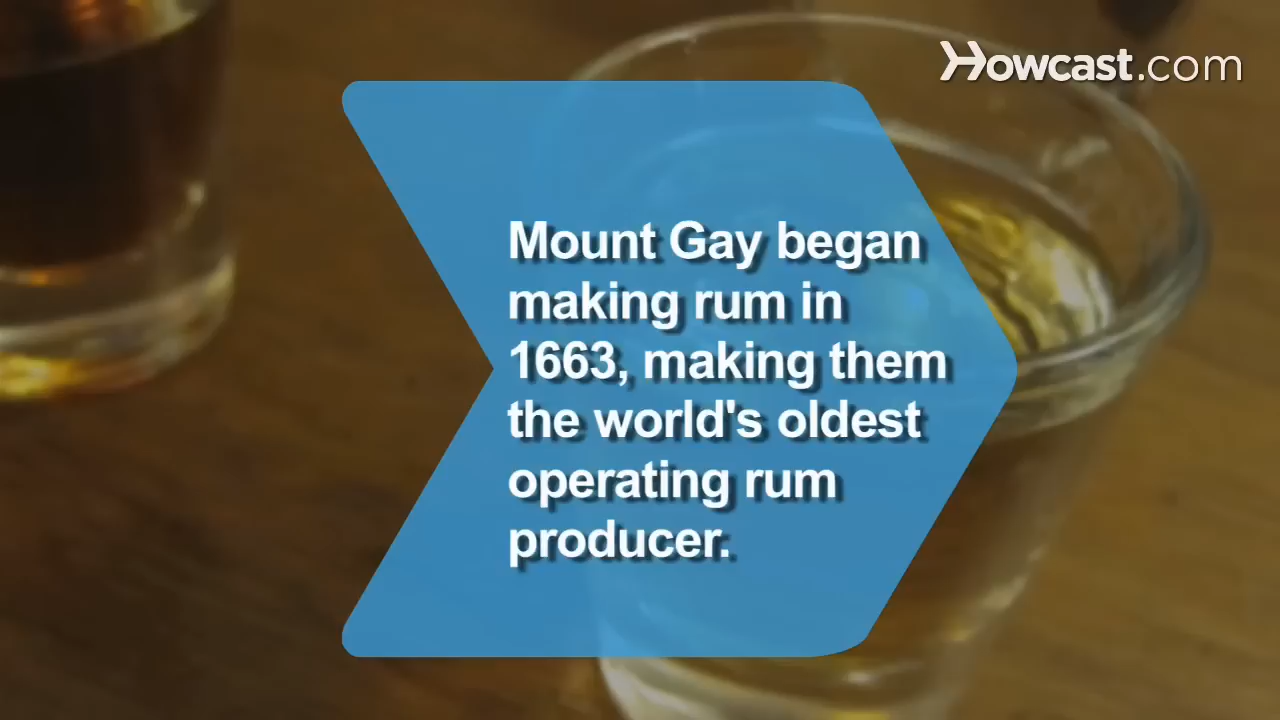 Howcast.com
Mount Gay began
making rum in
1663, making them
the world's oldest
operating rum
producer.